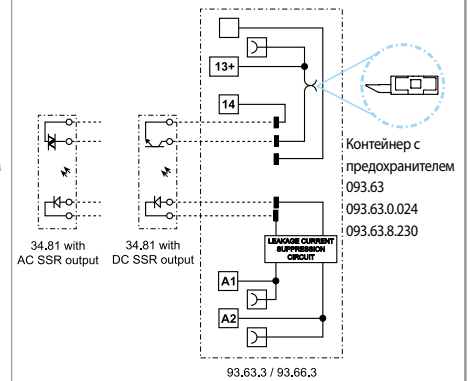 13+
14
Контейнер с
предохранителем
093.63
093.63.0.024
093.63.8.230
34.81 with
AC SSR output
34.81 with
DC SSR output
LEAKAGE CURRENT
SUPPRESSION
CIRCUIT
A1
A2
93.63.3 / 93.66.3